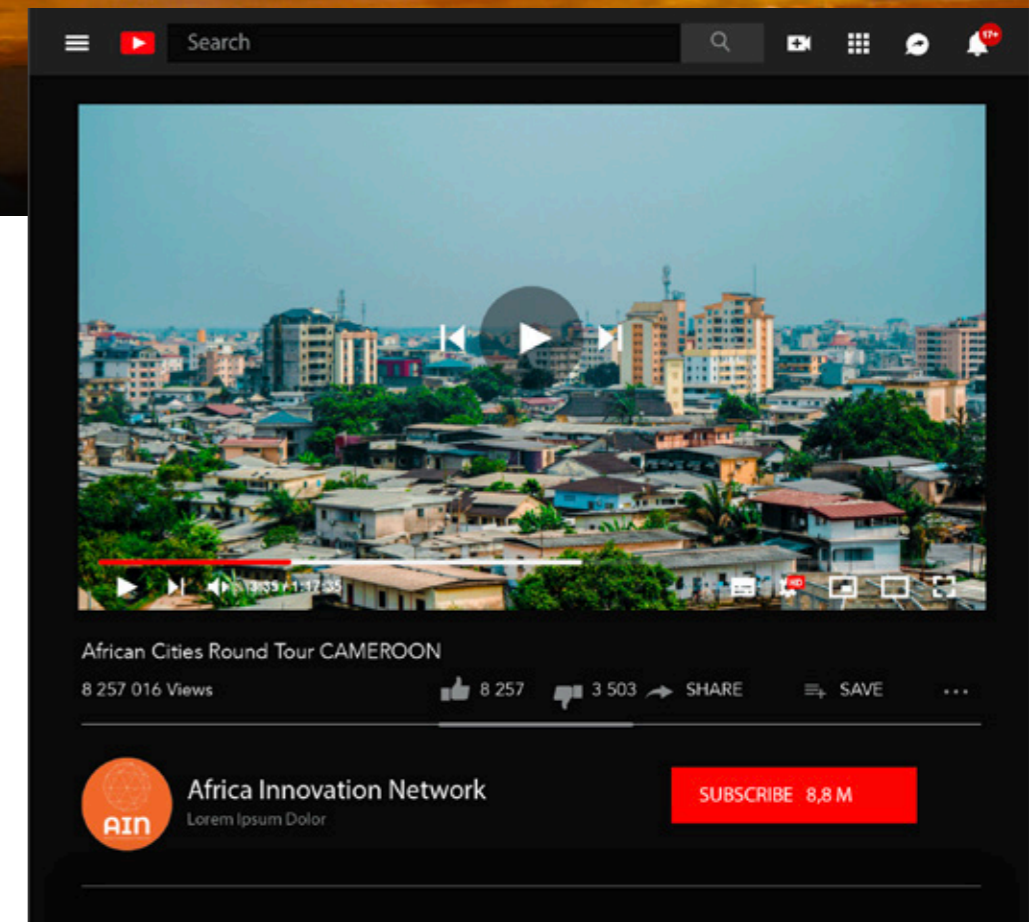 Search
17+
3:35 / 1:17:35
HD
African Cities Round Tour CAMEROON
8 257 016 Views
8 257
3 503
SHARE
SAVE
AIN
Africa Innovation Network
Lorem Ipsum Dolor
SUBSCRIBE 8,8 M